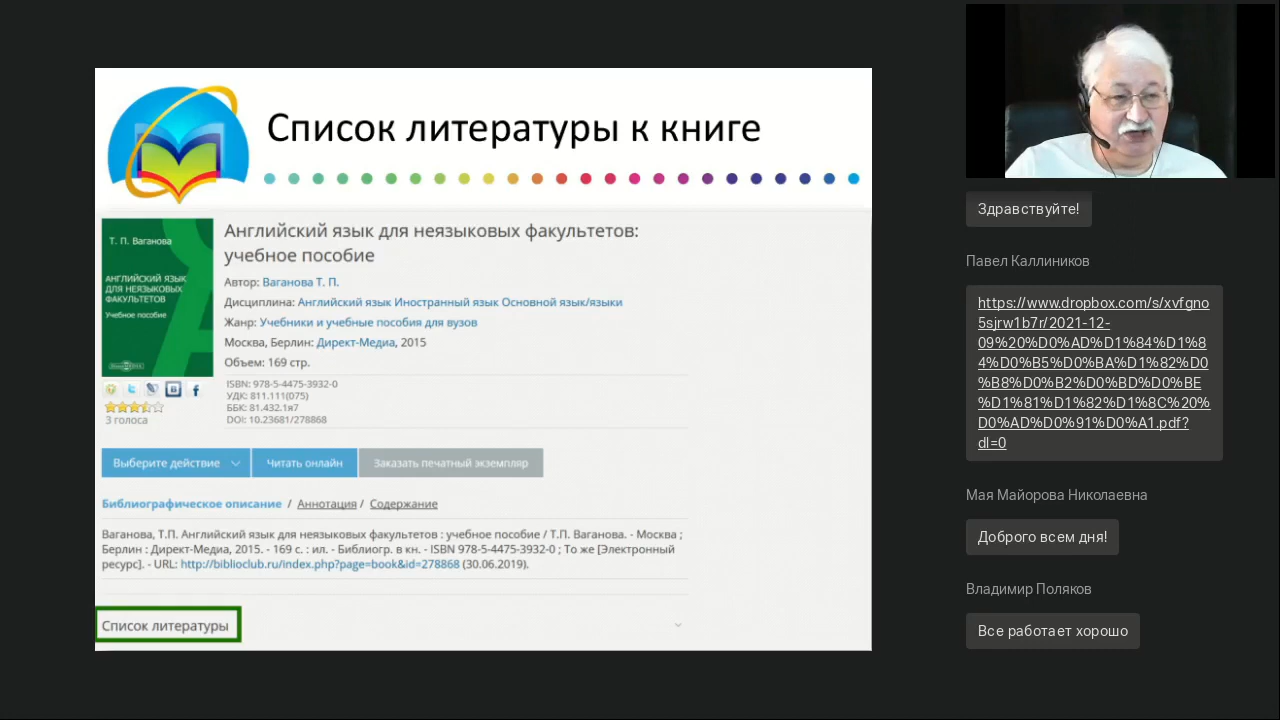 Список литературы к книге
Т. П. Ваганова
АНГЛИЙСКИЙ ЯЗЫК
ДЛЯ НЕЯЗЫКОВЫХ
ФАКУЛЬТЕТОВ
Учебное пособие
3 голоса
Английский язык для неязыковых факультетов:
учебное пособие
Автор: Ваганова Т. П.
Дисциплина: Английский язык Иностранный язык Основной язык/языки
Жанр: Учебники и учебные пособия для вузов
Москва, Берлин: Директ-Медиа, 2015
Объем: 169 стр.
ISBN: 978-5-4475-3932-0
УДК: 811.111(075)
ББК: 81.432.1я7
DOI: 10.23681/278868
Выберите действие
Читать онлайн
Заказать печатный экземпляр
Библиографическое описание / Аннотация / Содержание
Ваганова, Т.П. Английский язык для неязыковых факультетов : учебное пособие / Т.П. Ваганова. - Москва ;
Берлин : Директ-Медиа, 2015. - 169 с. : ил. - Библиогр. в кн. - ISBN 978-5-4475-3932-0 ; То же [Электронный
ресурс]. - URL: http://biblioclub.ru/index.php?page=book&id=278868 (30.06.2019).
Список литературы
Здравствуйте!
Павел Каллиников
https://www.dropbox.com/s/xvfgno
5sjrw1b7r/2021-12-
09%20%D0%AD%D1%84%D1%8
4%D0%B5%D0%BA%D1%82%D0
%B8%D0%B2%D0%BD%D0%BE
%D1%81%D1%82%D1%8C%20%
D0%AD%D0%91%D0%A1.pdf?
dl=0
Мая Майорова Николаевна
Доброго всем дня!
Владимир Поляков
Все работает хорошо